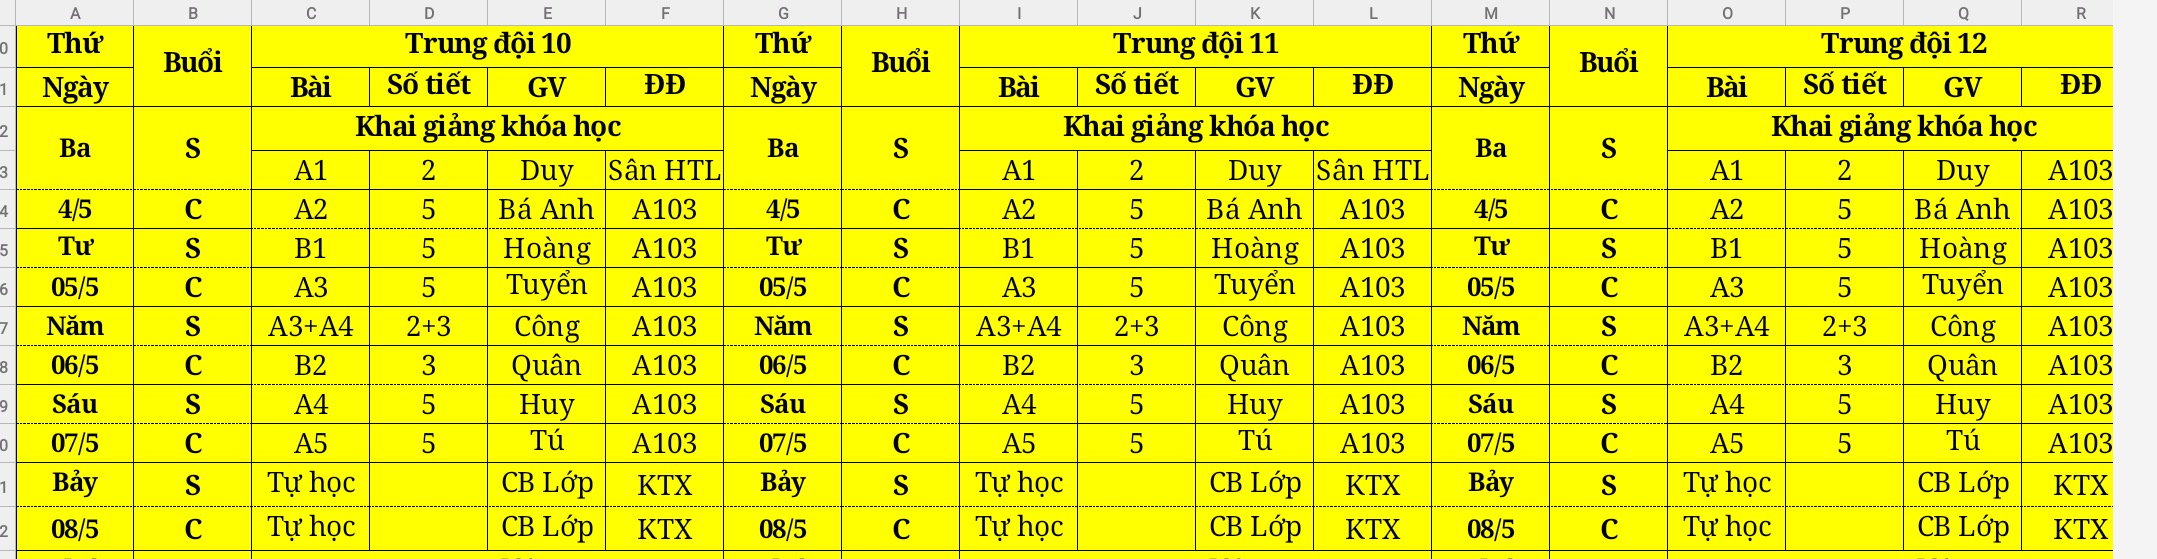 A B C D E F G H I J K L M N O P Q R
0 Thứ Buổi Trung đội 10 Thứ Buổi Trung đội 11 Thứ Buổi Trung đội 12
1 Ngày Bài Số tiết GV ĐĐ Ngày Bài Số tiết GV ĐĐ Ngày Bài Số tiết GV ĐĐ
2 Ba S Khai giảng khóa học Ba S Khai giảng khóa học Ba S Khai giảng khóa học
3 A1 2 Duy Sân HTL A1 2 Duy Sân HTL A1 2 Duy A103
4 4/5 C A2 5 Bá Anh A103 4/5 C A2 5 Bá Anh A103 4/5 C A2 5 Bá Anh A103
5 Tư S B1 5 Hoàng A103 Tư S B1 5 Hoàng A103 Tư S B1 5 Hoàng A103
6 05/5 C A3 5 Tuyển A103 05/5 C A3 5 Tuyển A103 05/5 C A3 5 Tuyển A103
7 Năm S A3+A4 2+3 Công A103 Năm S A3+A4 2+3 Công A103 Năm S A3+A4 2+3 Công A103
8 06/5 C B2 3 Quân A103 06/5 C B2 3 Quân A103 06/5 C B2 3 Quân A103
9 Sáu S A4 5 Huy A103 Sáu S A4 5 Huy A103 Sáu S A4 5 Huy A103
0 07/5 C A5 5 Tú A103 07/5 C A5 5 Tú A103 07/5 C A5 5 Tú A103
1 Bảy S Tự học CB Lớp KTX Bảy S Tự học CB Lớp KTX Bảy S Tự học CB Lớp KTX
2 08/5 C Tự học CB Lớp KTX 08/5 C Tự học CB Lớp KTX 08/5 C Tự học CB Lớp KTX